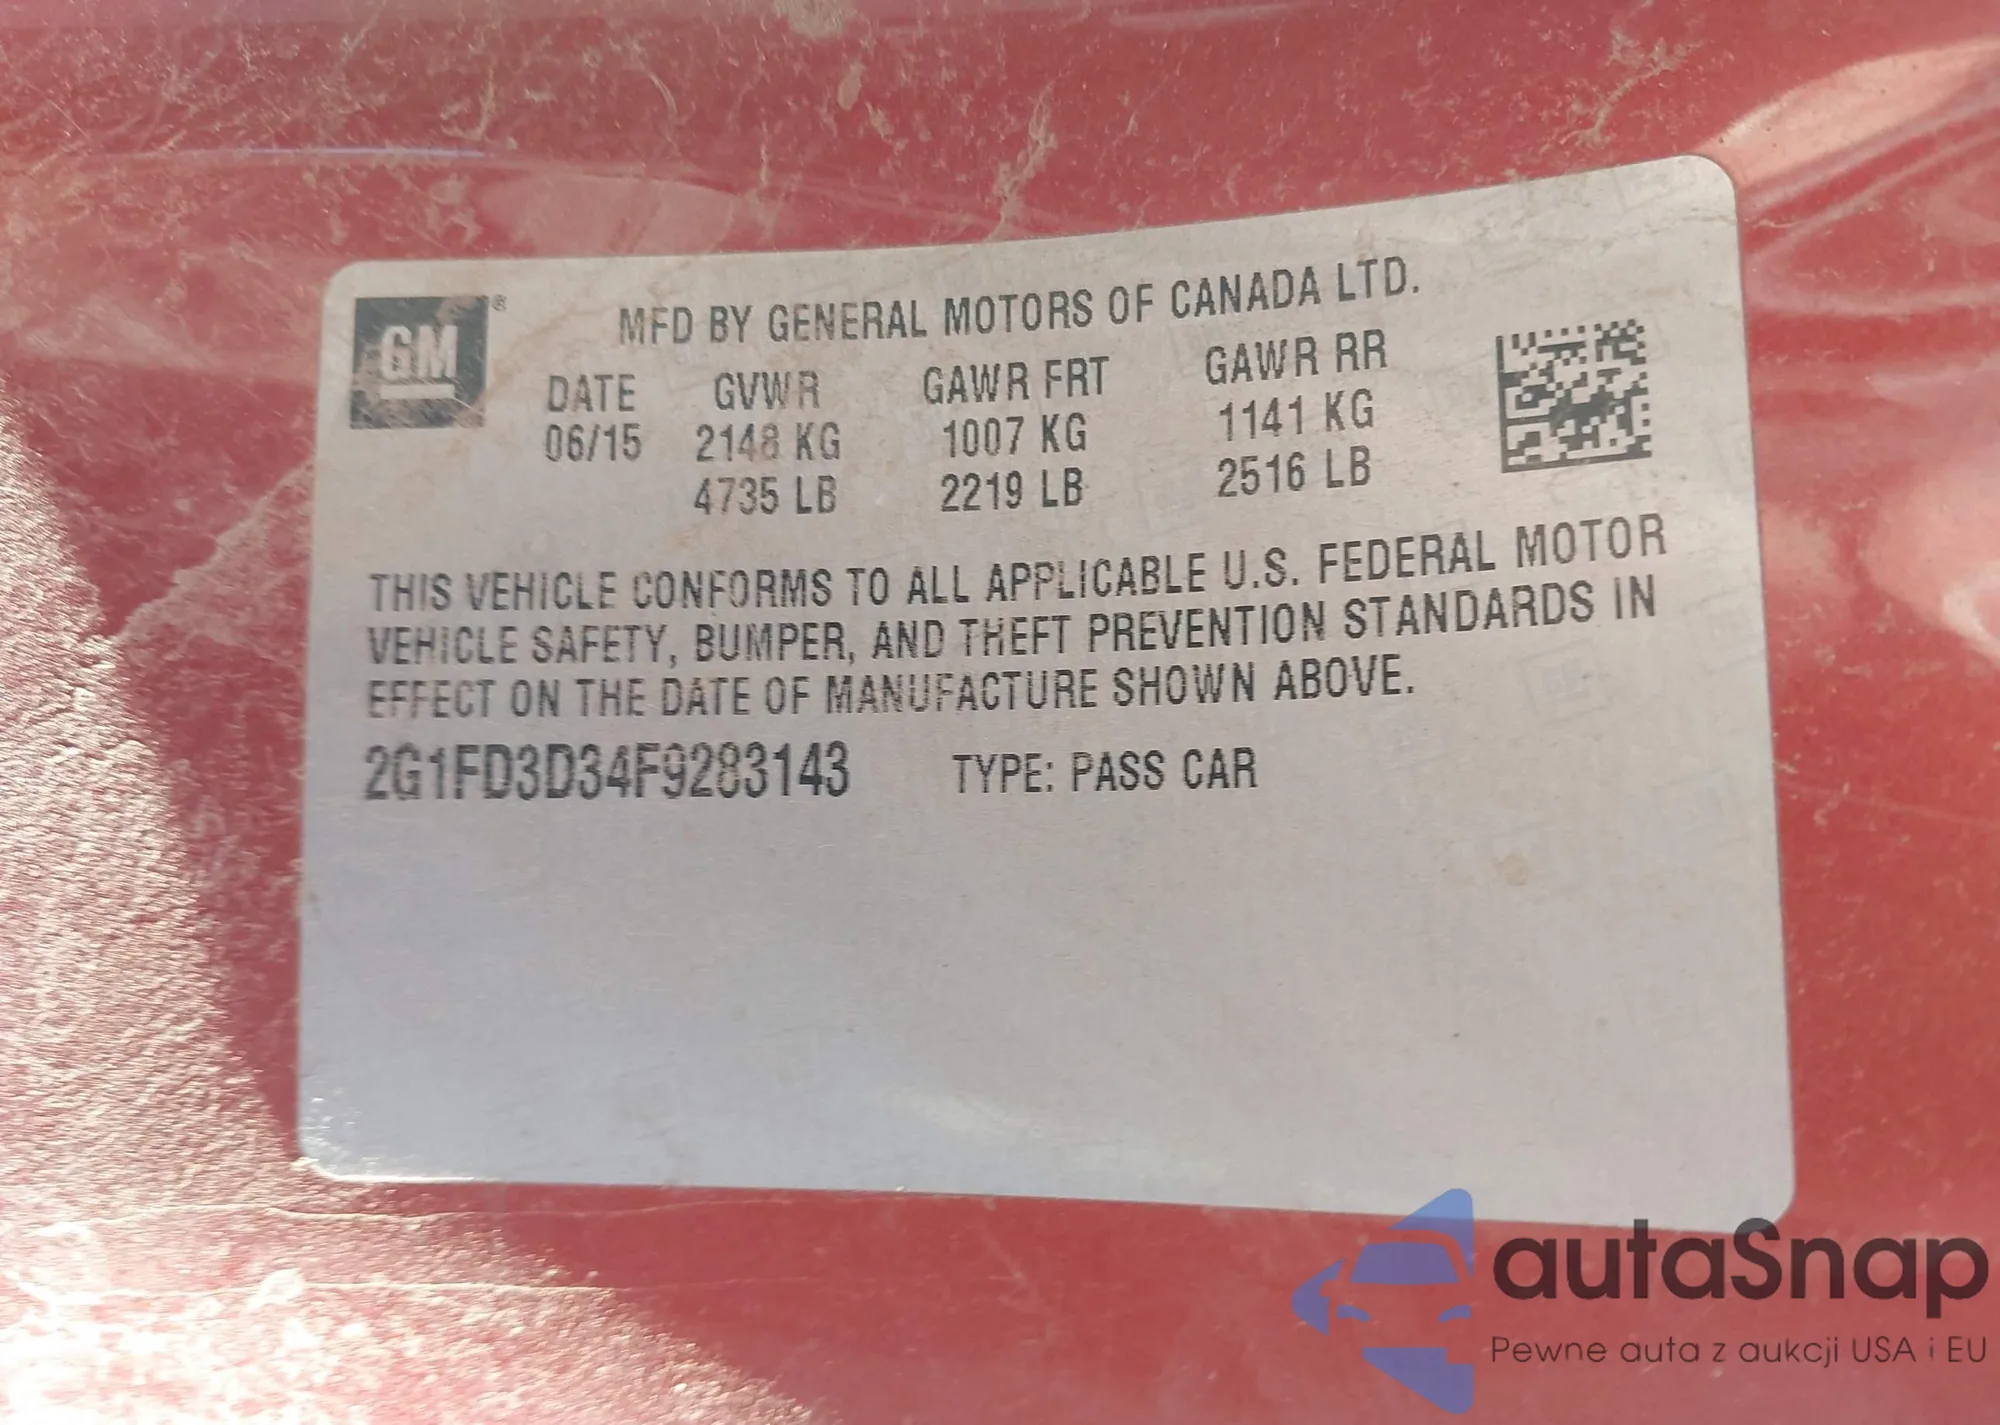 GM®
MFD BY GENERAL MOTORS OF CANADA LTD.
DATE GVWR GAWR FRT GAWR RR
06/15 2148 KG 1007 KG 1141 KG
4735 LB 2219 LB 2516 LB
THIS VEHICLE CONFORMS TO ALL APPLICABLE U.S. FEDERAL MOTOR
VEHICLE SAFETY, BUMPER, AND THEFT PREVENTION STANDARDS IN
EFFECT ON THE DATE OF MANUFACTURE SHOWN ABOVE.
2G1FD3D34F9283143 TYPE: PASS CAR
autaSnap
Pewne auta z aukcji USA i EU